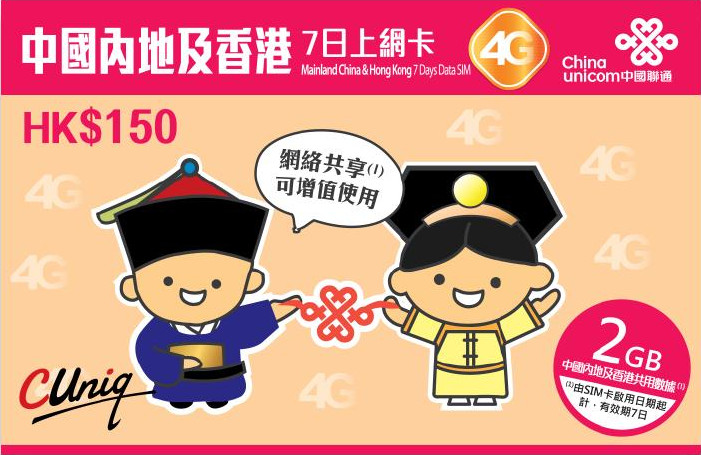 中國內地及香港 7日上網卡
Mainland China & Hong Kong 7 Days Data SIM
4G
China
unicom中國聯通
HK$150
網絡共享(1)
可增值使用
4G
4G
4G
4G
4G
4G
CUniq
2GB
中國內地及香港共用數據(1)
(1)由SIM卡啟用日期起
計，有效期7日